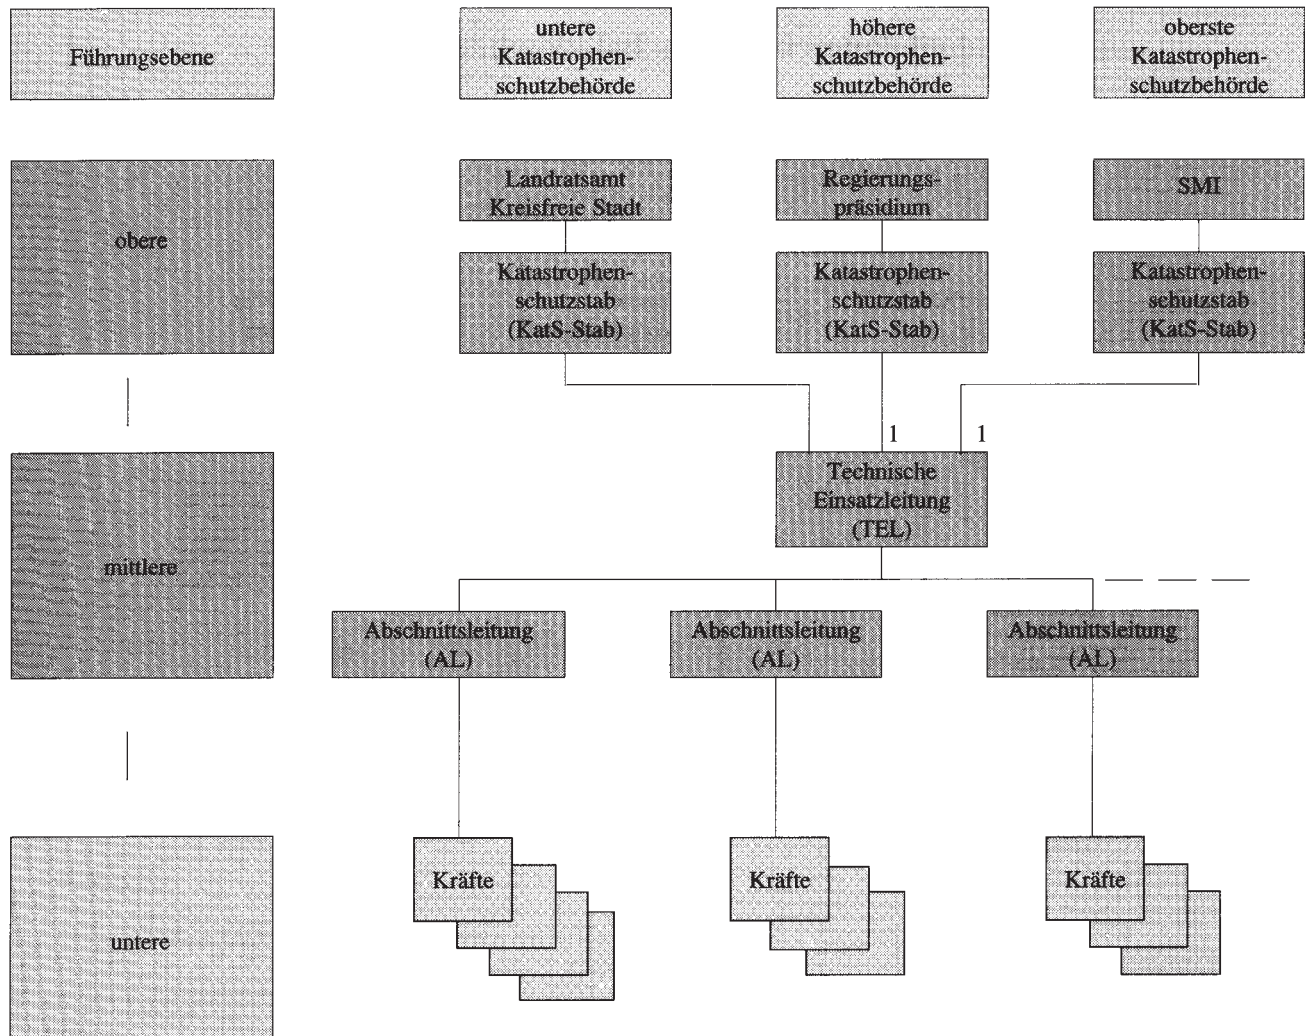 Führungsebene
untere
Katastrophen-
schutzbehörde
höhere
Katastrophen-
schutzbehörde
oberste
Katastrophen-
schutzbehörde
obere
Landratsamt
Kreisfreie Stadt
Regierungs-
präsidium
SMI
Katastrophen-
schutzstab
(KatS-Stab)
Katastrophen-
schutzstab
(KatS-Stab)
Katastrophen-
schutzstab
(KatS-Stab)
1
1
mittlere
Technische
Einsatzleitung
(TEL)
Abschnittsleitung
(AL)
Abschnittsleitung
(AL)
Abschnittsleitung
(AL)
untere
Kräfte
Kräfte
Kräfte